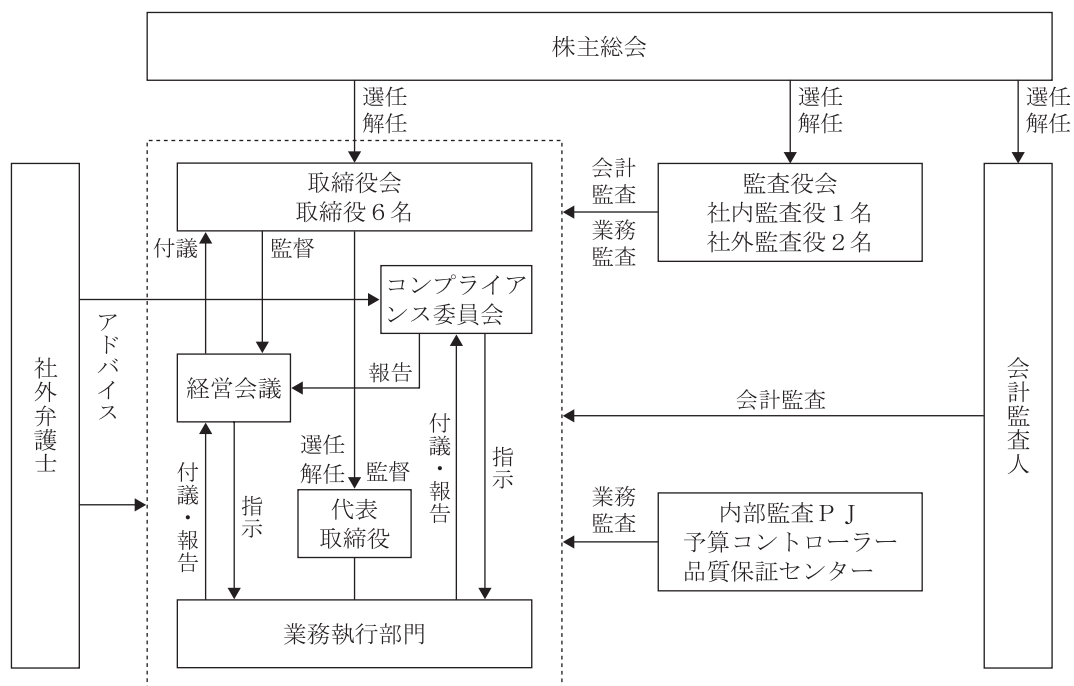 株主総会
選任
解任
選任
解任
選任
解任
取締役会
取締役６名
会計
監査
業務
監査
監査役会
社内監査役１名
社外監査役２名
付議
監督
コンプライア
ンス委員会
アドバイス
社外弁護士
経営会議
報告
会計監査
会計監査人
付議・報告
指示
選任
解任
監督
付議・報告
指示
代表
取締役
業務
監査
内部監査ＰＪ
予算コントローラー
品質保証センター
業務執行部門